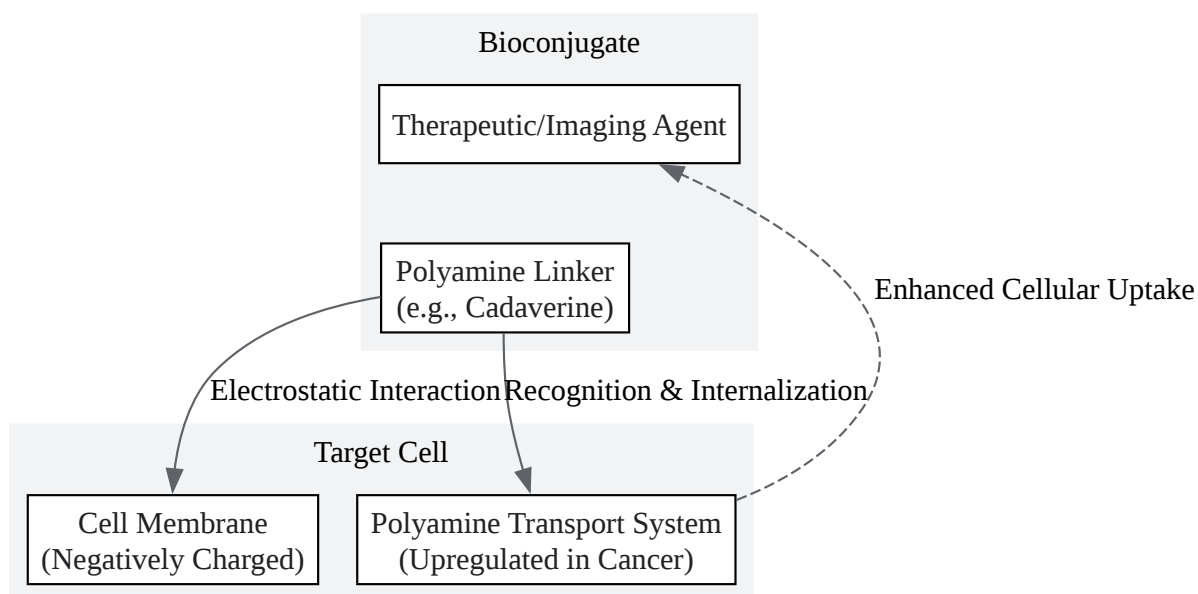 Bioconjugate
Therapeutic/Imaging Agent
Polyamine Linker
(e.g., Cadaverine)
Enhanced Cellular Uptake
Electrostatic Interaction
Recognition & Internalization
Target Cell
Cell Membrane
(Negatively Charged)
Polyamine Transport System
(Upregulated in Cancer)